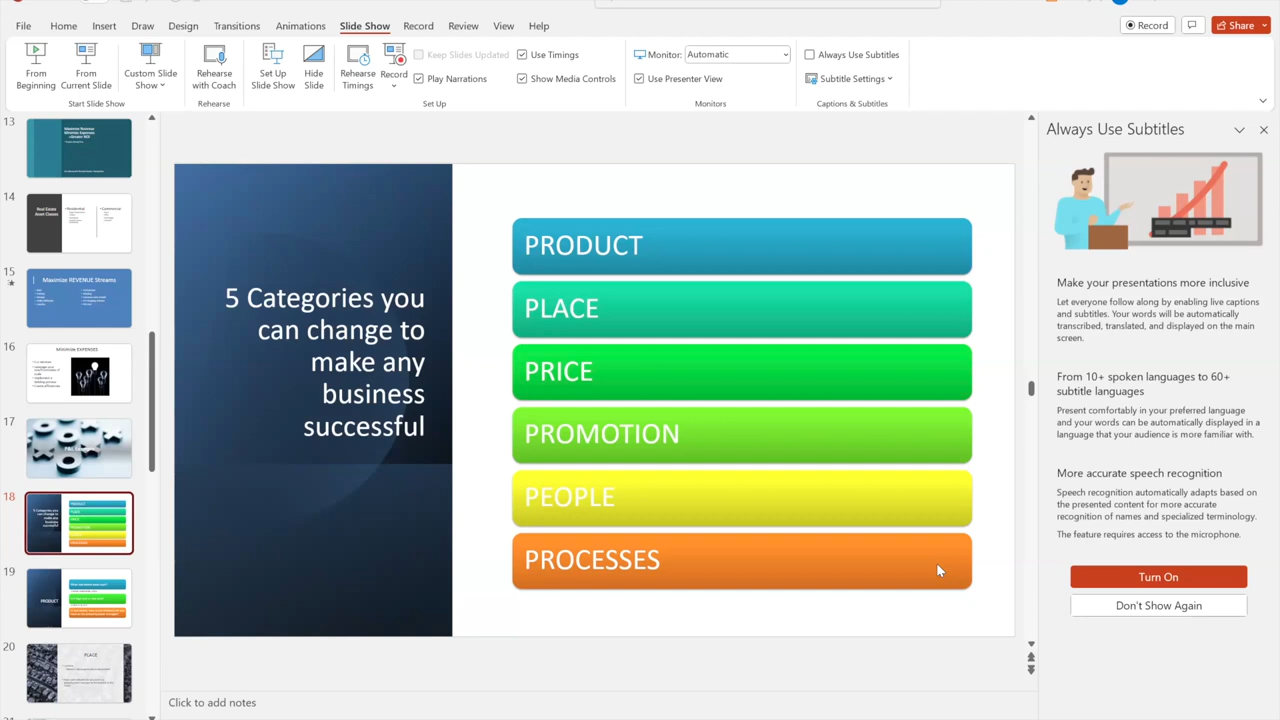 File Home Insert Draw Design Transitions Animations Slide Show Record Review View Help Record Share
From Beginning
From Current Slide
Custom Slide Show
Start Slide Show
Rehearse with Coach
Rehearse
Set Up Slide Show
Hide Slide
Rehearse Timings
Record
Keep Slides Updated
Use Timings
Play Narrations
Show Media Controls
Set Up
Monitor: Automatic
Use Presenter View
Monitors
Always Use Subtitles
Subtitle Settings
Captions & Subtitles
13
14
Real Estate
Asset Classes
Residential
Commercial
15
Maximize REVENUE Streams
16
Minimize EXPENSES
17
18
19
PRODUCT
20
PLACE
5 Categories you
can change to
make any
business
successful
PRODUCT
PLACE
PRICE
PROMOTION
PEOPLE
PROCESSES
Click to add notes
Always Use Subtitles
Make your presentations more inclusive
Let everyone follow along by enabling live captions
and subtitles. Your words will be automatically
transcribed, translated, and displayed on the main
screen.
From 10+ spoken languages to 60+
subtitle languages
Present comfortably in your preferred language
and your words can be automatically displayed in a
language that your audience is more familiar with.
More accurate speech recognition
Speech recognition automatically adapts based on
the presented content for more accurate
recognition of names and specialized terminology.
The feature requires access to the microphone.
Turn On
Don't Show Again